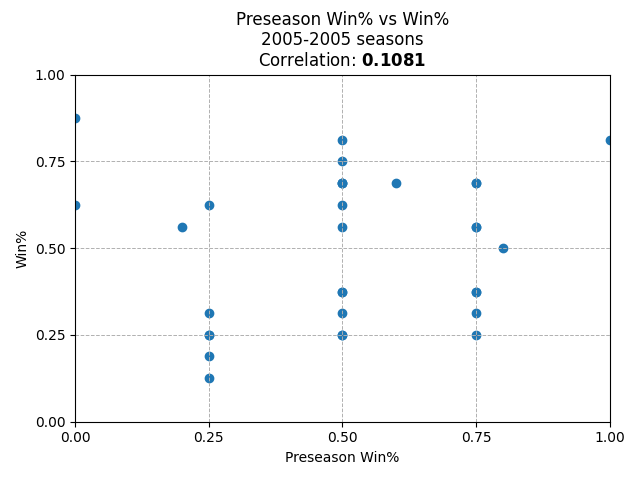 Preseason Win% vs Win%
2005-2005 seasons
Correlation: 0.1081
1.00
0.75
0.50
0.25
0.00
Win%
0.00 0.25 0.50 0.75 1.00
Preseason Win%